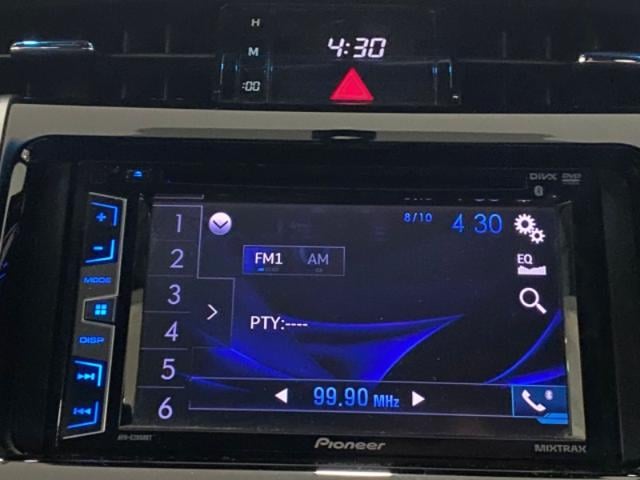 H
4:30
M
:00
DIVX DVD
8/10 4 30
1
2
3
4
5
6
FM1 AM
EQ
PTY:----
99.90 MHz
+
-
MODE
DISP
Pioneer
MIXTRAX